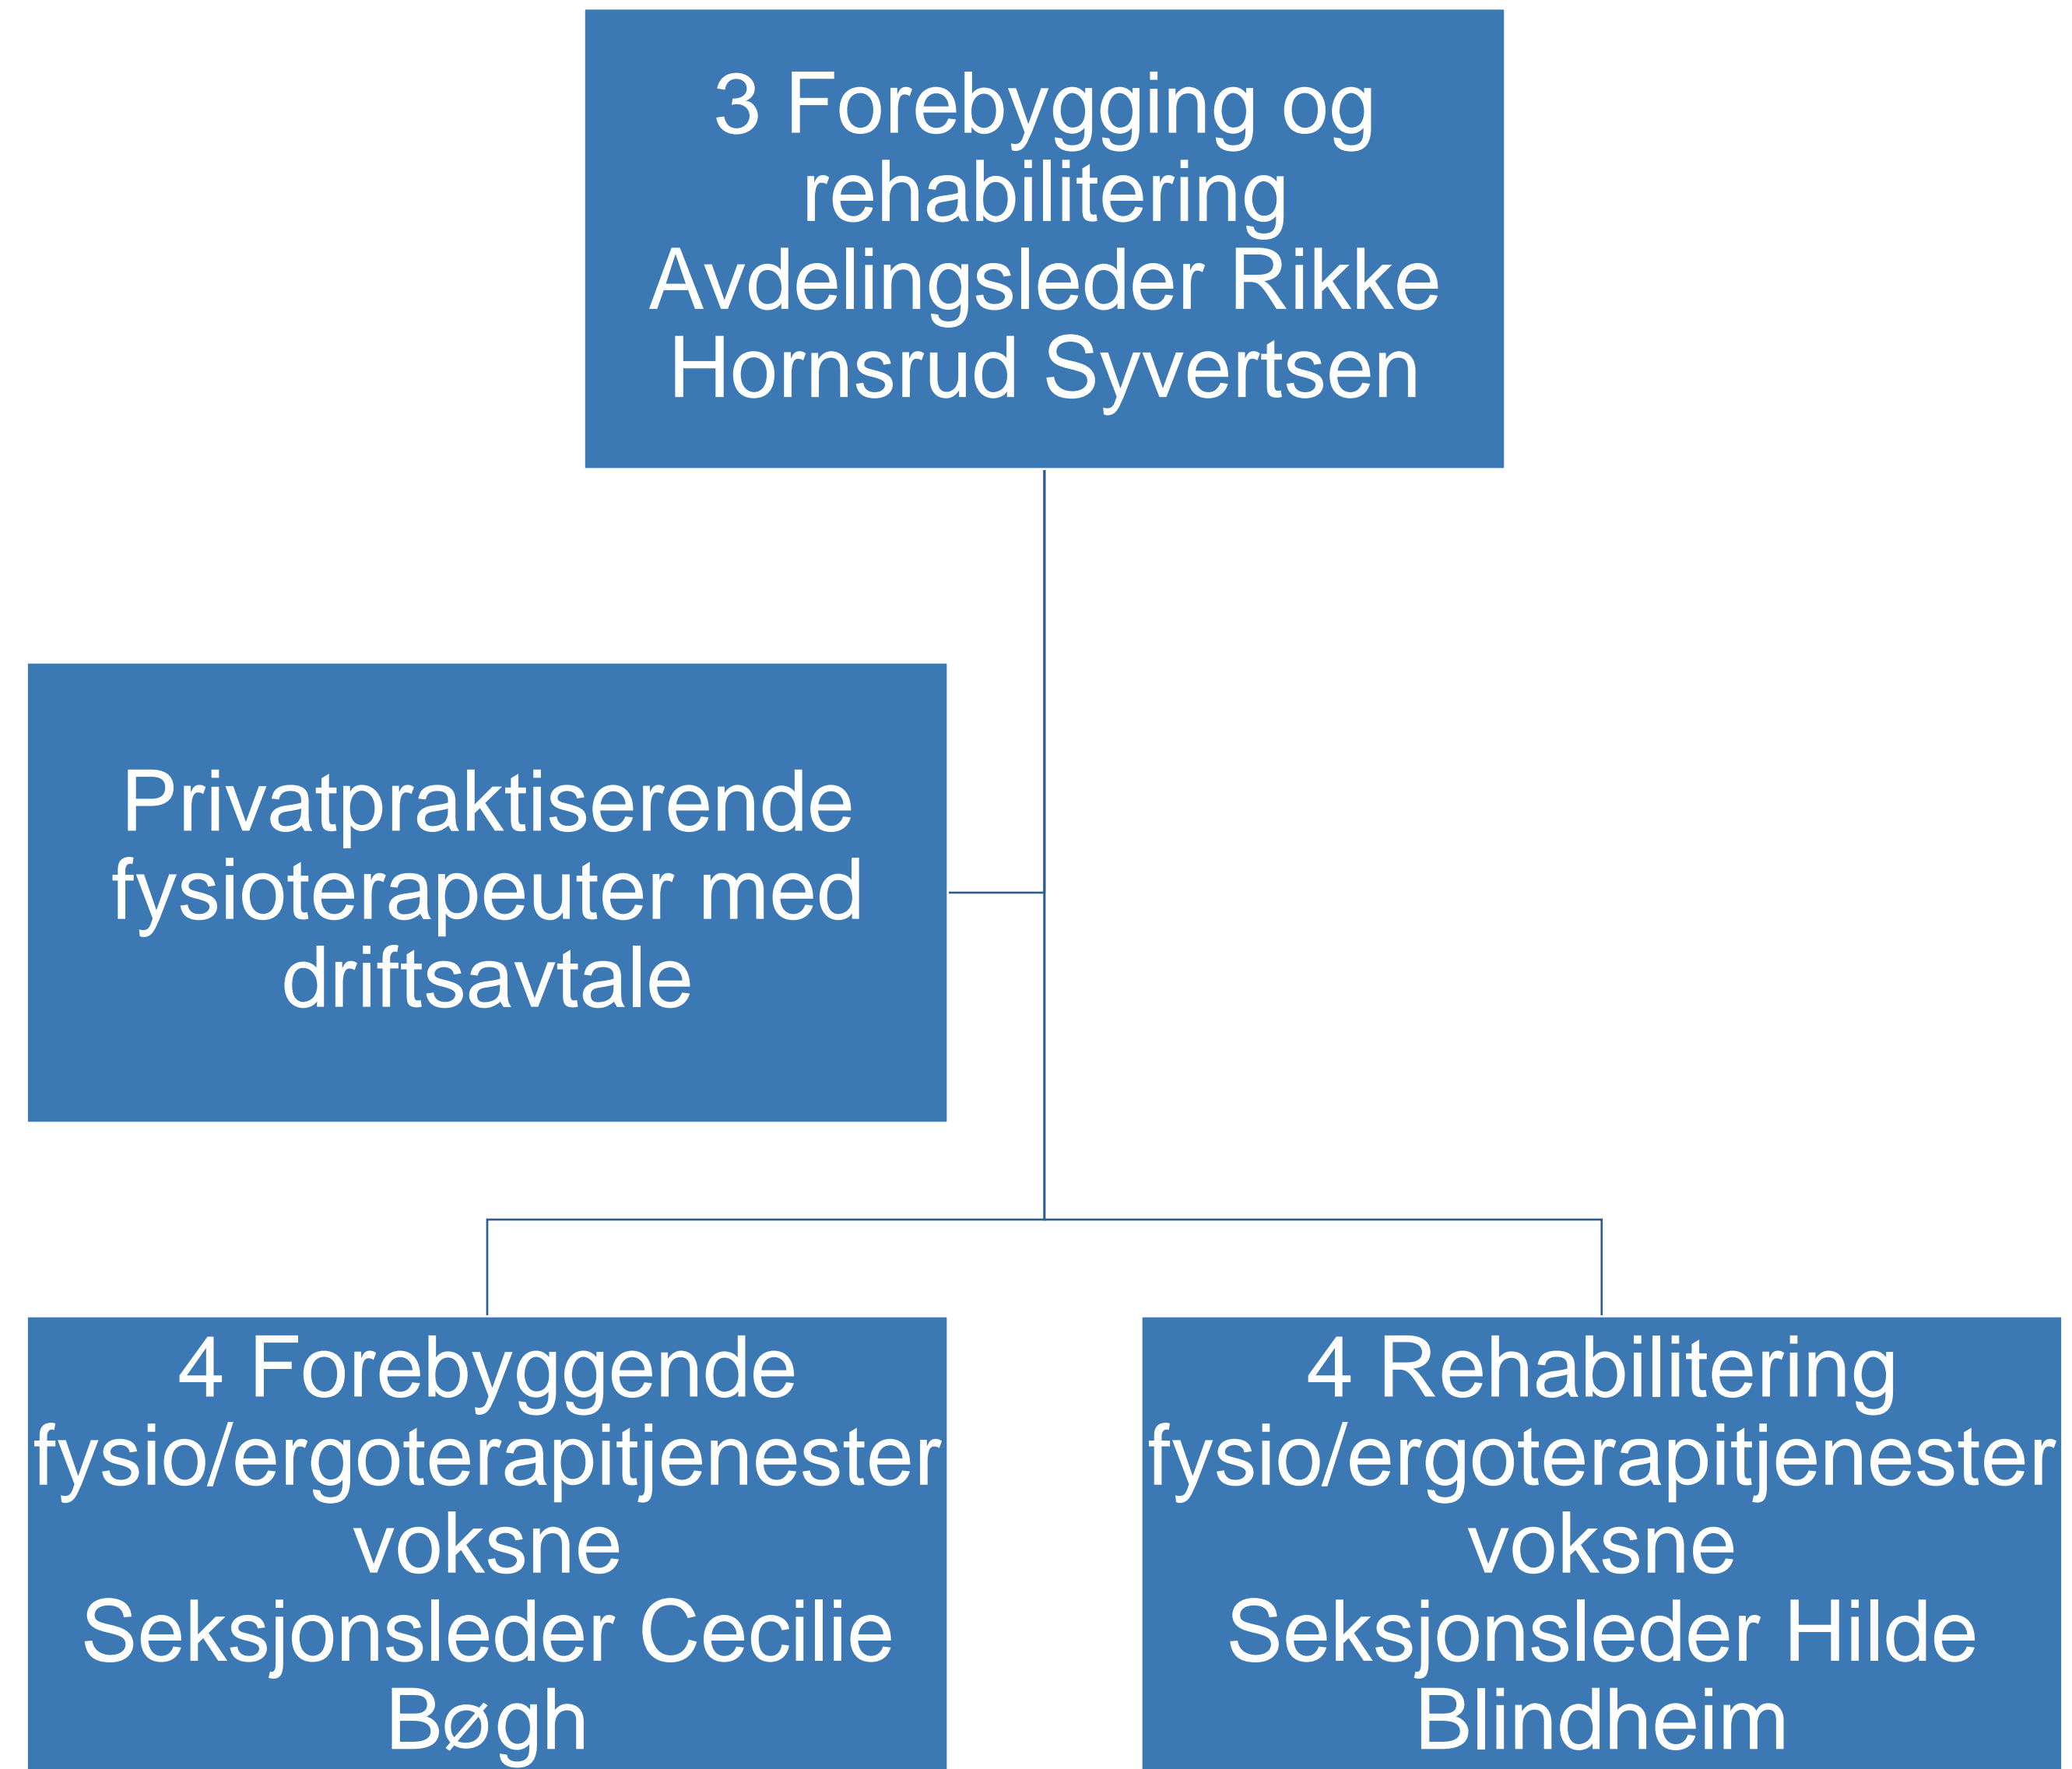 3 Forebygging og
rehabilitering
Avdelingsleder Rikke
Hornsrud Syvertsen
Privatpraktiserende
fysioterapeuter med
driftsavtale
4 Forebyggende
fysio/ergoterapitjenester
voksne
Seksjonsleder Cecilie
Bøgh
4 Rehabilitering
fysio/ergoterapitjenester
voksne
Seksjonsleder Hilde
Blindheim